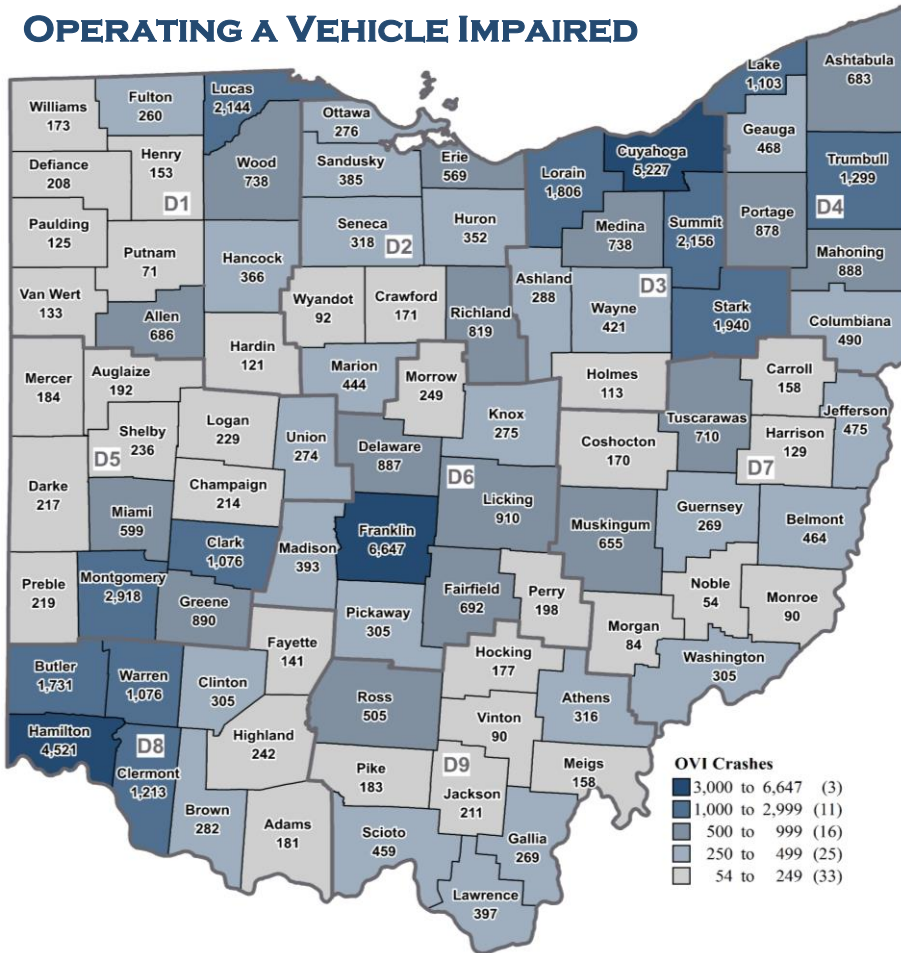 OPERATING A VEHICLE IMPAIRED
Williams
173
Fulton
260
Lucas
2,144
Ottawa
276
Lake
1,103
Ashtabula
683
Geauga
468
Cuyahoga
5,227
Defiance
208
Henry
153
D1
Wood
738
Sandusky
385
Erie
569
Lorain
1,806
Trumbull
1,299
D4
Paulding
125
Putnam
71
Hancock
366
Seneca
318
D2
Huron
352
Medina
738
Summit
2,156
Portage
878
Mahoning
888
Van Wert
133
Allen
686
Wyandot
92
Crawford
171
Richland
819
Ashland
288
Wayne
421
D3
Stark
1,940
Columbiana
490
Hardin
121
Mercer
184
Auglaize
192
Marion
444
Morrow
249
Holmes
113
Carroll
158
Jefferson
475
Shelby
236
D5
Logan
229
Union
274
Delaware
887
Knox
275
Coshocton
170
Tuscarawas
710
Harrison
129
D7
Darke
217
Miami
599
Champaign
214
D6
Licking
910
Muskingum
655
Guernsey
269
Belmont
464
Clark
1,076
Madison
393
Franklin
6,647
Preble
219
Montgomery
2,918
Greene
890
Pickaway
305
Fairfield
692
Perry
198
Noble
54
Monroe
90
Morgan
84
Fayette
141
Hocking
177
Washington
305
Butler
1,731
Warren
1,076
Clinton
305
Ross
505
Athens
316
Vinton
90
Hamilton
4,521
D8
Clermont
1,213
Highland
242
Pike
183
D9
Jackson
211
Meigs
158
Brown
282
Adams
181
Scioto
459
Gallia
269
Lawrence
397
OVI Crashes
3,000 to 6,647 (3)
1,000 to 2,999 (11)
500 to 999 (16)
250 to 499 (25)
54 to 249 (33)